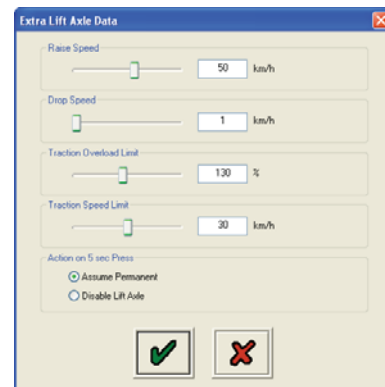 Extra Lift Axle Data
Raise Speed
50 km/h
Drop Speed
1 km/h
Traction Overload Limit
130 %
Traction Speed Limit
30 km/h
Action on 5 sec Press
Assume Permanent
Disable Lift Axle